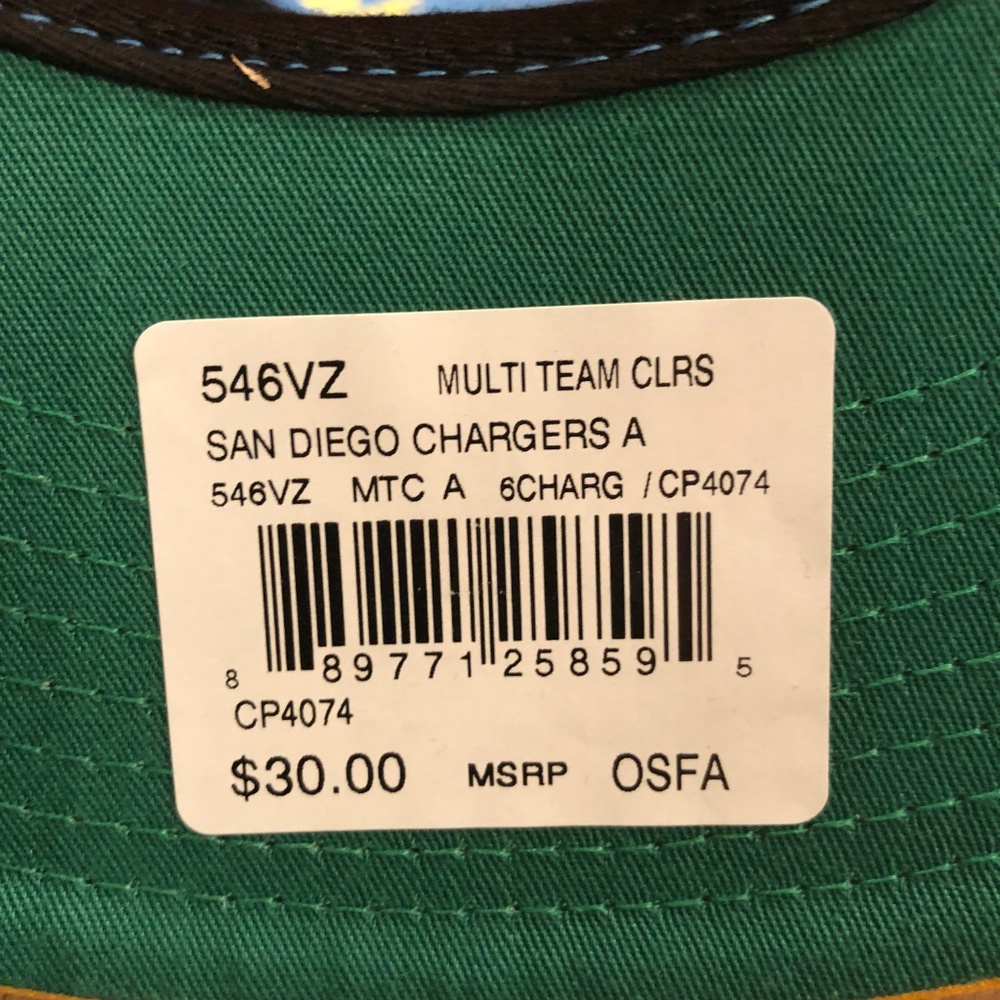 546VZ MULTI TEAM CLRS
SAN DIEGO CHARGERS A
546VZ MTC A 6CHARG / CP4074
8 89771 25859 5
CP4074
$30.00 MSRP OSFA